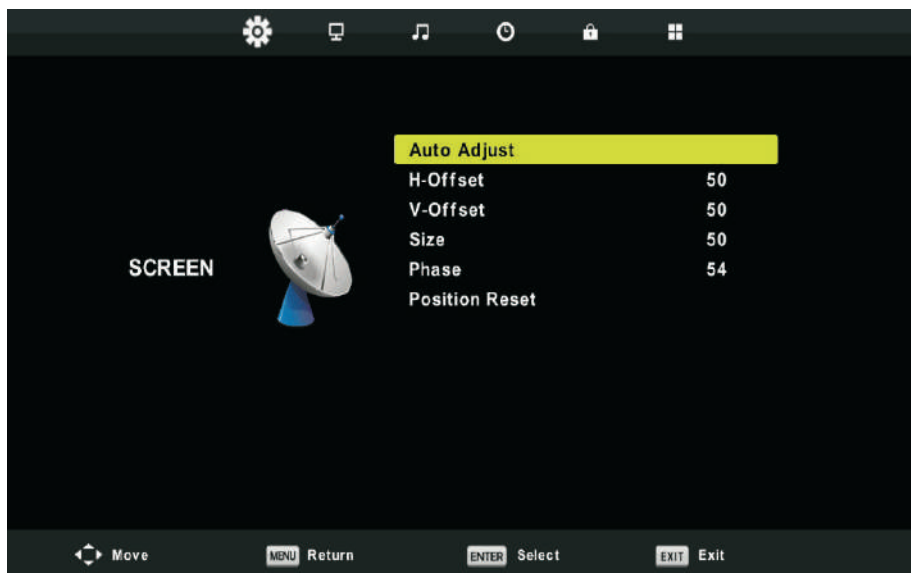 Auto Adjust
H-Offset 50
V-Offset 50
Size 50
SCREEN
Phase 54
Position Reset
Move MENU Return ENTER Select EXIT Exit